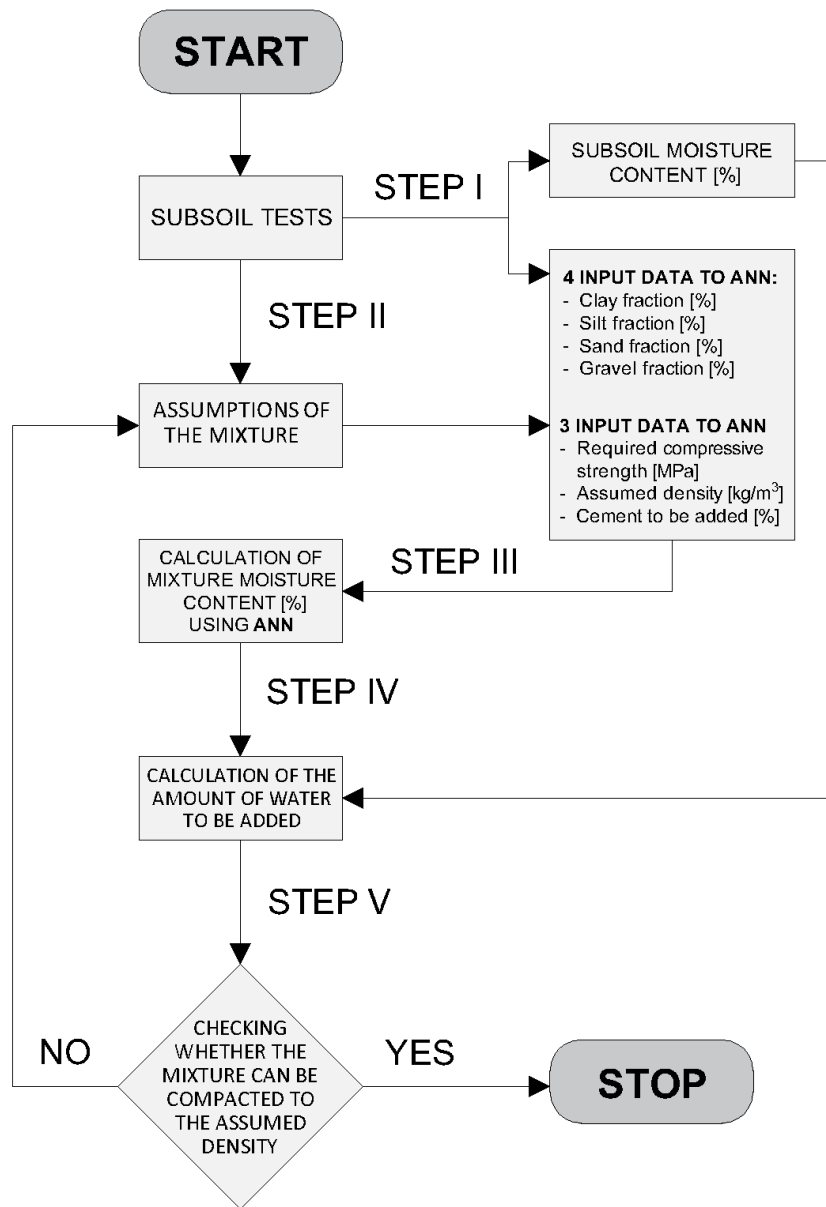 START
SUBSOIL TESTS
STEP I
SUBSOIL MOISTURE
CONTENT [%]
4 INPUT DATA TO ANN:
- Clay fraction [%]
- Silt fraction [%]
- Sand fraction [%]
- Gravel fraction [%]
STEP II
ASSUMPTIONS OF
THE MIXTURE
3 INPUT DATA TO ANN
- Required compressive
strength [MPa]
- Assumed density [kg/m³]
- Cement to be added [%]
STEP III
CALCULATION OF
MIXTURE MOISTURE
CONTENT [%]
USING ANN
STEP IV
CALCULATION OF THE
AMOUNT OF WATER
TO BE ADDED
STEP V
CHECKING
WHETHER THE
MIXTURE CAN BE
COMPACTED TO
THE ASSUMED
DENSITY
NO
YES
STOP